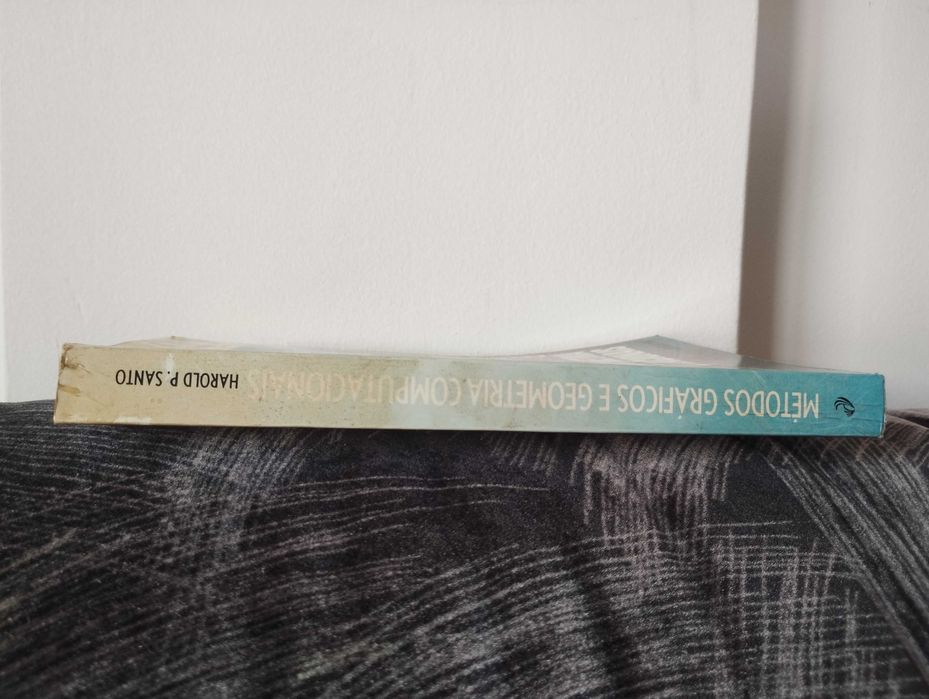 MÉTODOS GRÁFICOS E GEOMETRIA COMPUTACIONAIS
HAROLD P. SANTO